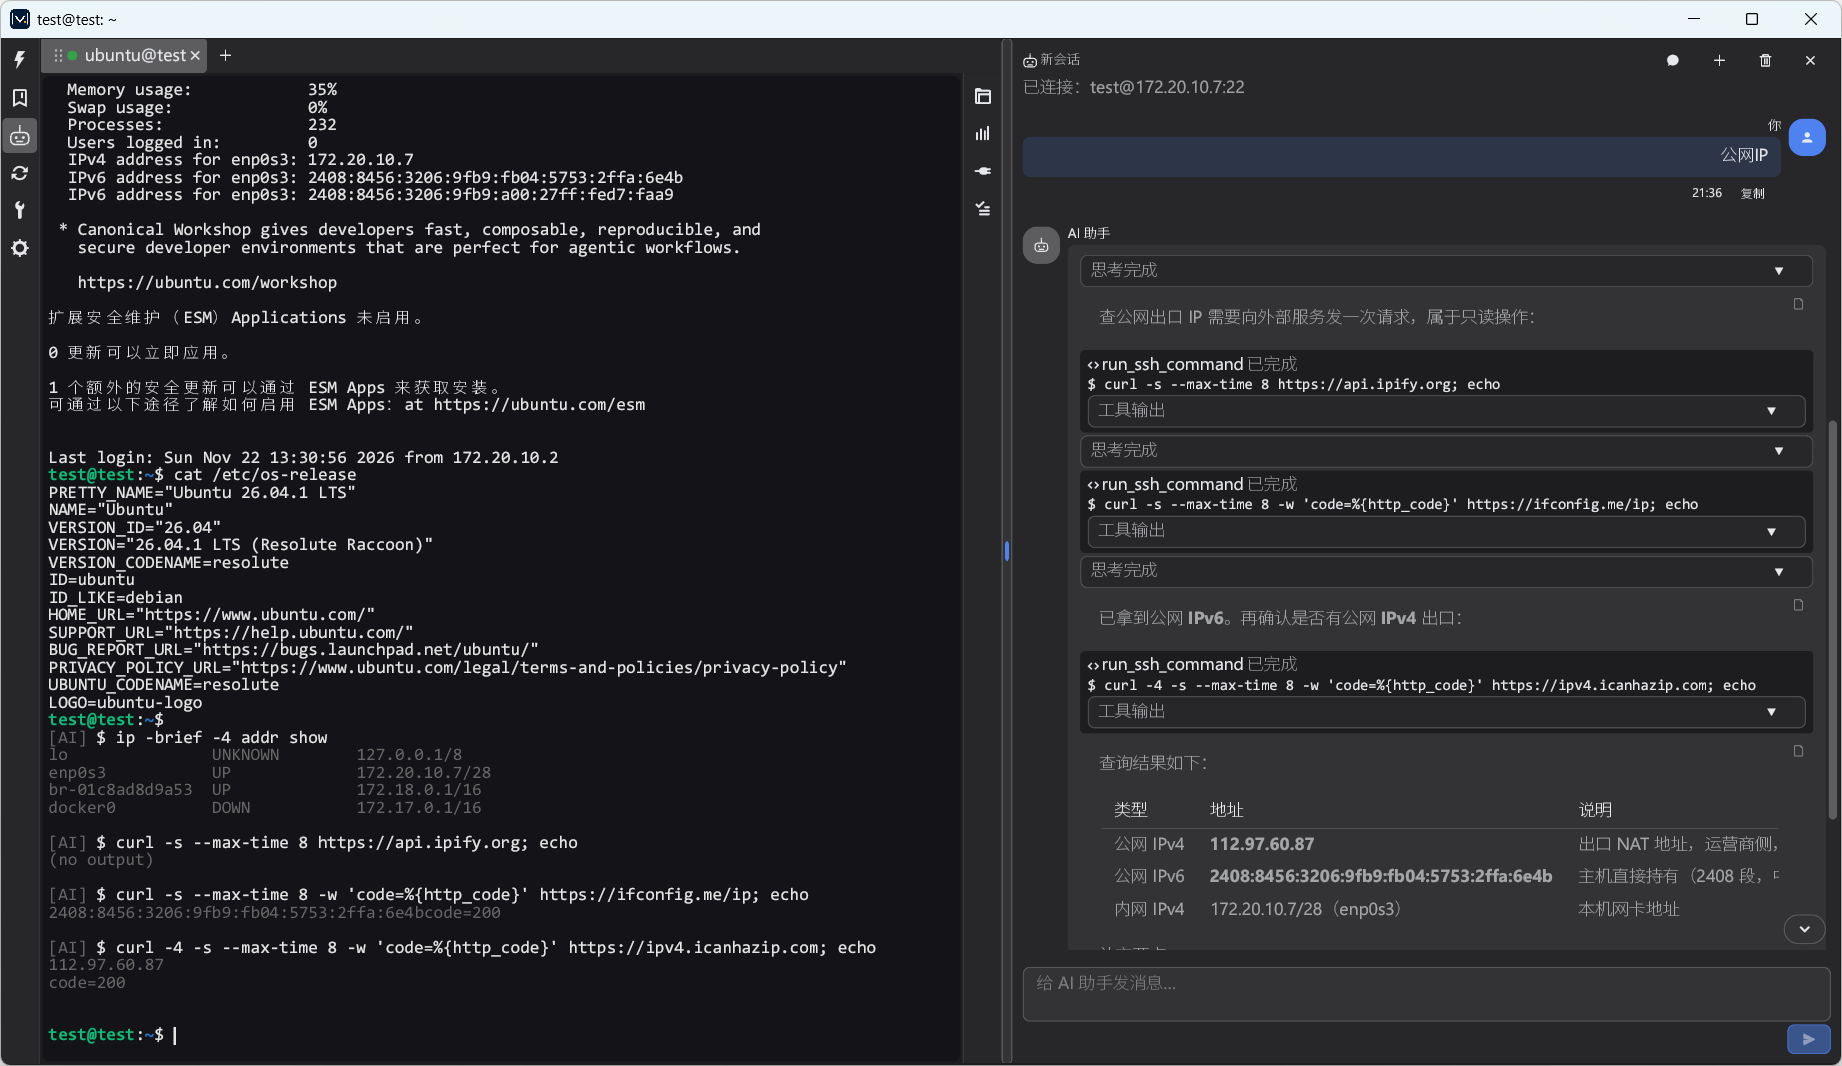 test@test: ~
ubuntu@test
Memory usage: 35%
Swap usage: 0%
Processes: 232
Users logged in: 0
IPv4 address for enp0s3: 172.20.10.7
IPv6 address for enp0s3: 2408:8456:3206:9fb9:fb04:5753:2ffa:6e4b
IPv6 address for enp0s3: 2408:8456:3206:9fb9:a00:27ff:fed7:faa9
* Canonical Workshop gives developers fast, composable, reproducible, and
secure developer environments that are perfect for agentic workflows.
https://ubuntu.com/workshop
扩展安全维护（ESM）Applications 未启用。
0 更新可以立即应用。
1 个额外的安全更新可以通过 ESM Apps 来获取安装。
可通过以下途径了解如何启用 ESM Apps: at https://ubuntu.com/esm
Last login: Sun Nov 22 13:30:56 2026 from 172.20.10.2
test@test:~$ cat /etc/os-release
PRETTY_NAME="Ubuntu 26.04.1 LTS"
NAME="Ubuntu"
VERSION_ID="26.04"
VERSION="26.04.1 LTS (Resolute Raccoon)"
VERSION_CODENAME=resolute
ID=ubuntu
ID_LIKE=debian
HOME_URL="https://www.ubuntu.com/"
SUPPORT_URL="https://help.ubuntu.com/"
BUG_REPORT_URL="https://bugs.launchpad.net/ubuntu/"
PRIVACY_POLICY_URL="https://www.ubuntu.com/legal/terms-and-policies/privacy-policy"
UBUNTU_CODENAME=resolute
LOGO=ubuntu-logo
test@test:~$
[AI] $ ip -brief -4 addr show
lo UNKNOWN 127.0.0.1/8
enp0s3 UP 172.20.10.7/28
br-01c8ad8d9a53 UP 172.18.0.1/16
docker0 DOWN 172.17.0.1/16
[AI] $ curl -s --max-time 8 https://api.ipify.org; echo
(no output)
[AI] $ curl -s --max-time 8 -w 'code=%{http_code}' https://ifconfig.me/ip; echo
2408:8456:3206:9fb9:fb04:5753:2ffa:6e4bcode=200
[AI] $ curl -4 -s --max-time 8 -w 'code=%{http_code}' https://ipv4.icanhazip.com; echo
112.97.60.87
code=200
test@test:~$
新会话
已连接：test@172.20.10.7:22
你
公网IP
21:36 复制
AI 助手
思考完成
查公网出口 IP 需要向外部服务发一次请求，属于只读操作：
run_ssh_command 已完成
$ curl -s --max-time 8 https://api.ipify.org; echo
工具输出
思考完成
run_ssh_command 已完成
$ curl -s --max-time 8 -w 'code=%{http_code}' https://ifconfig.me/ip; echo
工具输出
思考完成
已拿到公网 IPv6。再确认是否有公网 IPv4 出口：
run_ssh_command 已完成
$ curl -4 -s --max-time 8 -w 'code=%{http_code}' https://ipv4.icanhazip.com; echo
工具输出
查询结果如下：
类型 地址 说明
公网 IPv4 112.97.60.87 出口 NAT 地址，运营商侧，
公网 IPv6 2408:8456:3206:9fb9:fb04:5753:2ffa:6e4b 主机直接持有（2408 段，
内网 IPv4 172.20.10.7/28（enp0s3） 本机网卡地址
给 AI 助手发消息...